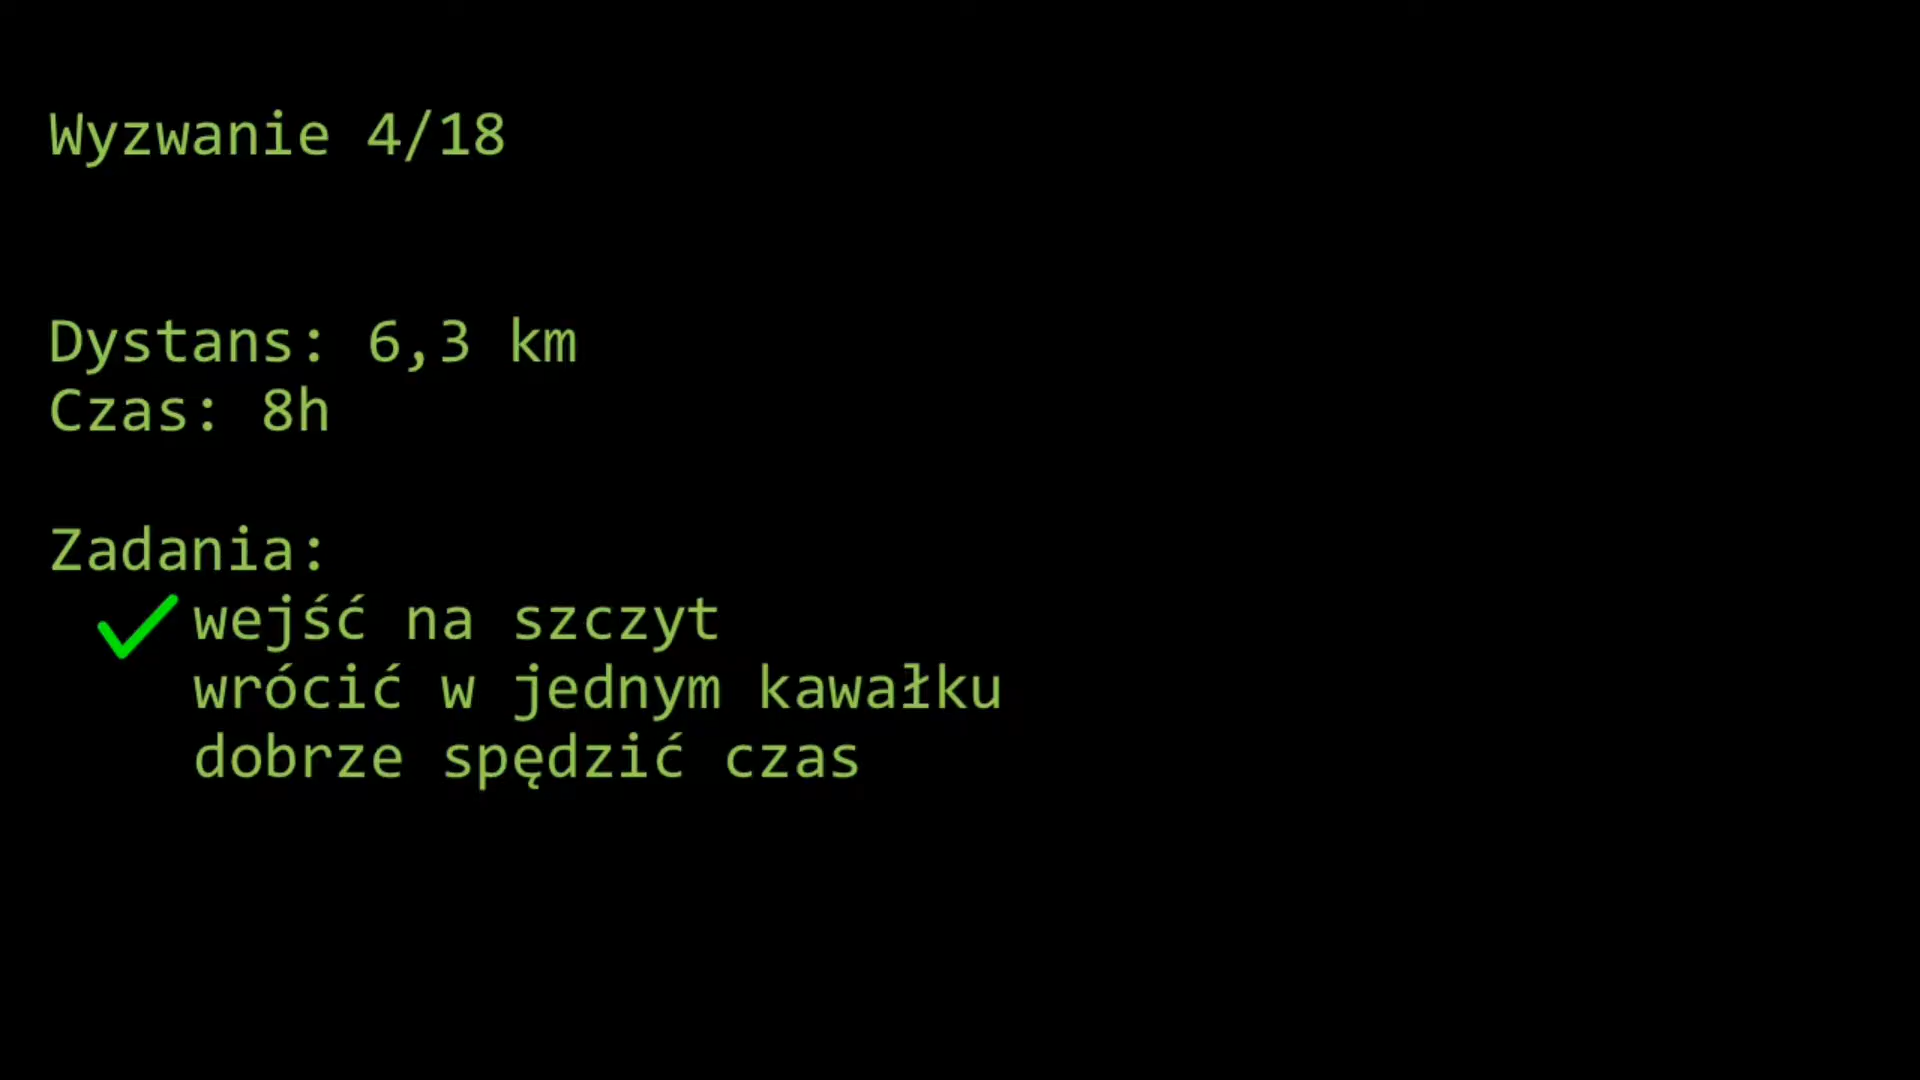 Wyzwanie 4/18
Dystans: 6,3 km
Czas: 8h
Zadania:
wejść na szczyt
wrócić w jednym kawałku
dobrze spędzić czas